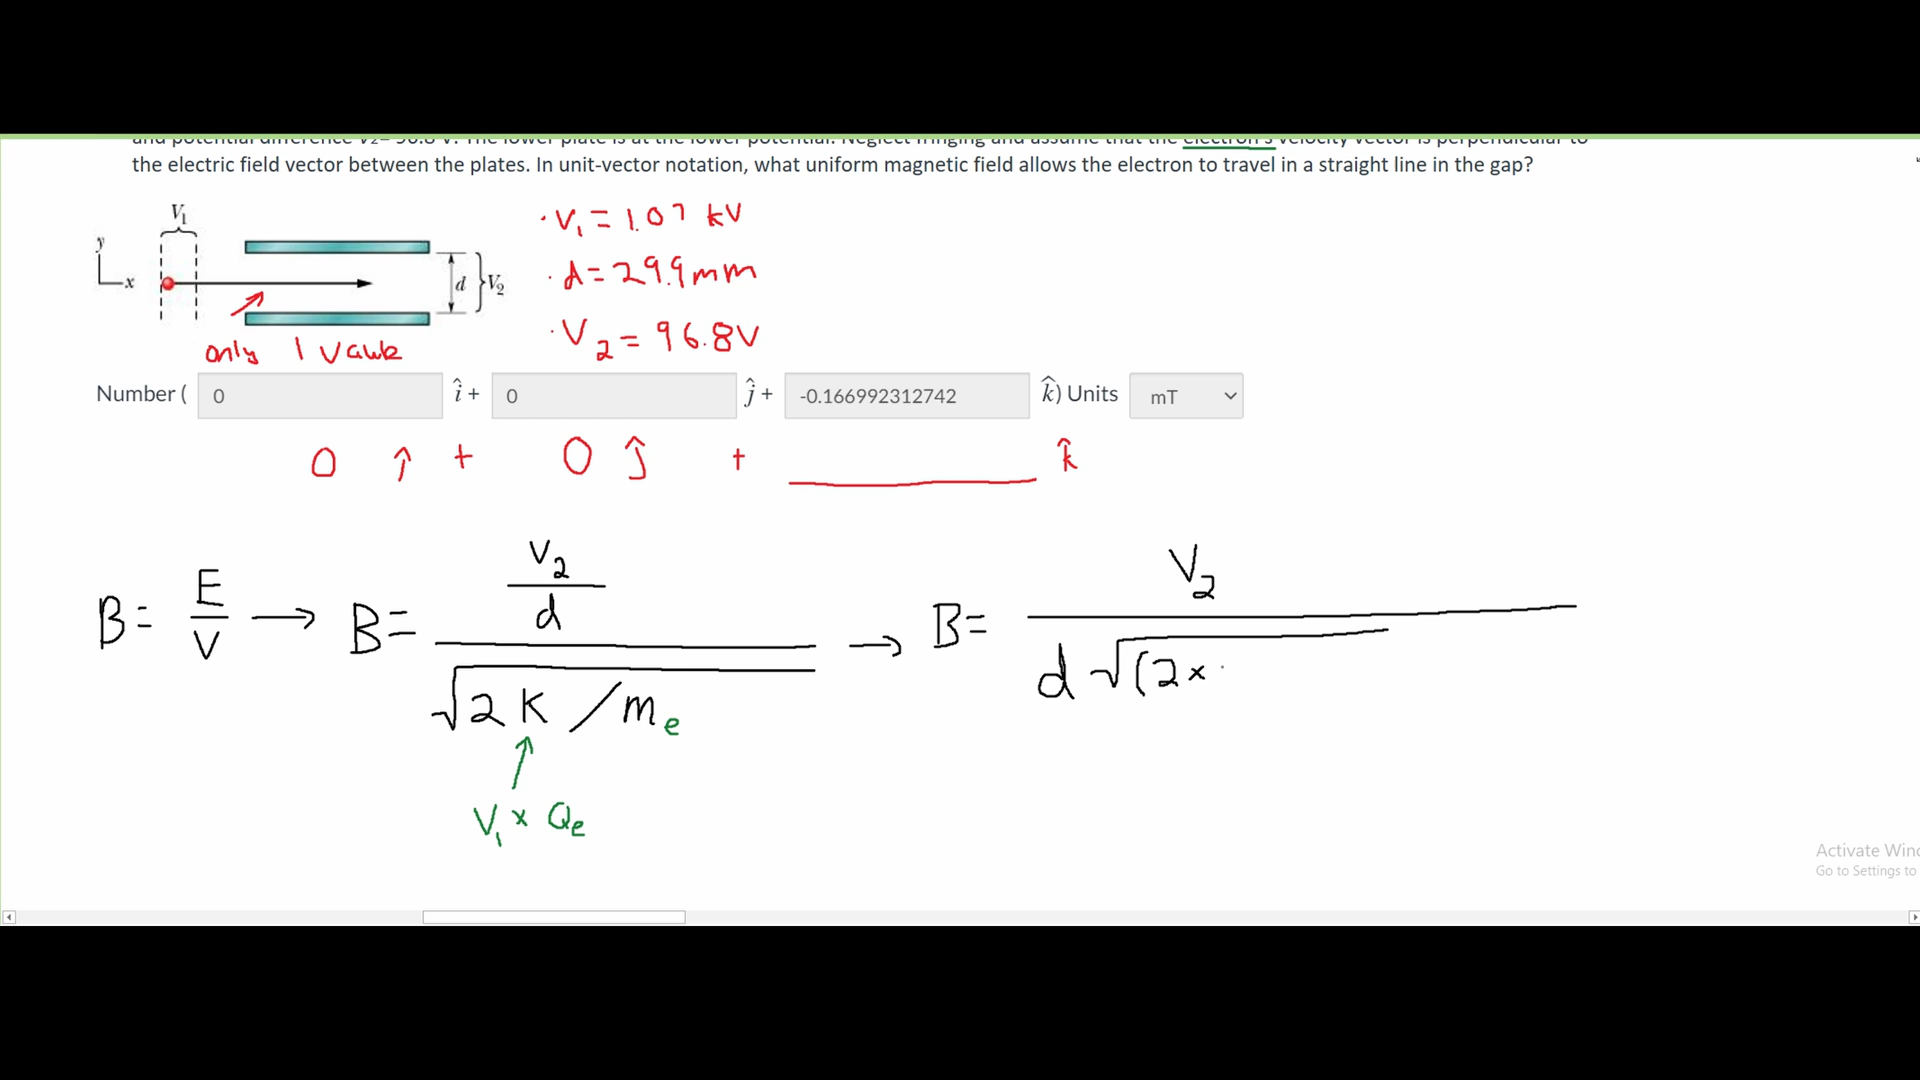 the electric field vector between the plates. In unit-vector notation, what uniform magnetic field allows the electron to travel in a straight line in the gap?
V₁
y
x
d
V₂
· V₁ = 1.07 kV
· d = 29.9mm
· V₂ = 96.8V
only 1 value
Number ( 0 î + 0 ĵ + -0.166992312742 k̂) Units mT
0 î + 0 ĵ + ____ k̂
B = E/V → B = (V₂/d) / √2K/mₑ → B = V₂ / d√(2×
V₁ × Qₑ
Activate Winc
Go to Settings to